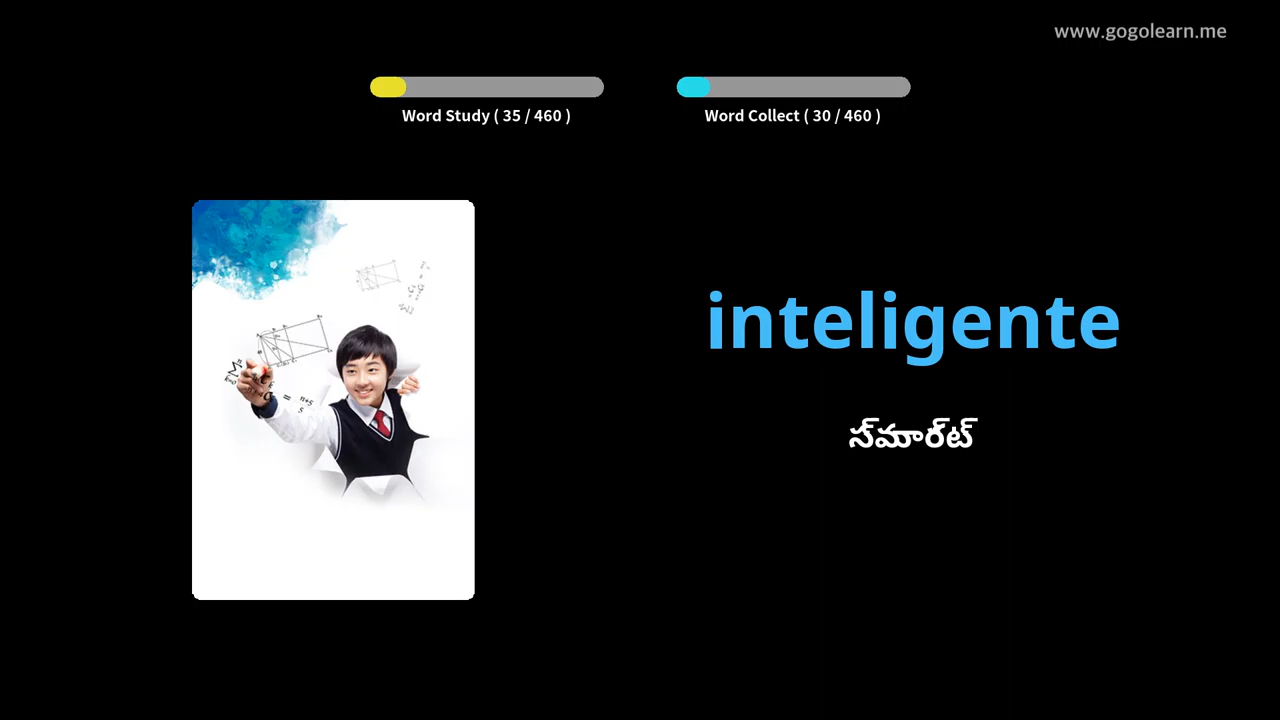 www.gogolearn.me
Word Study ( 35 / 460 )
Word Collect ( 30 / 460 )
inteligente
స్‌మార్‌ట్